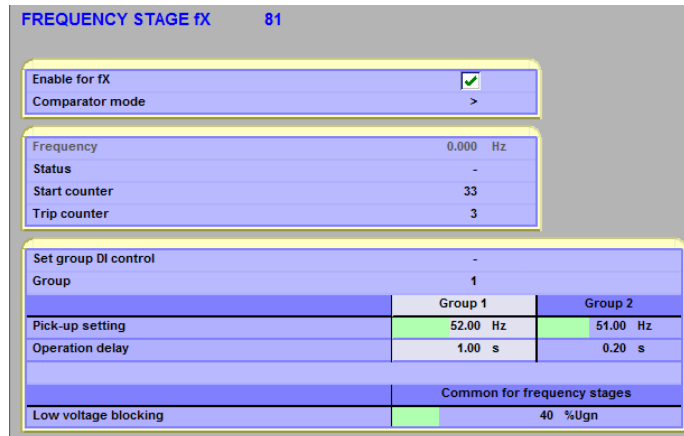 FREQUENCY STAGE fX 81
Enable for fX
Comparator mode >
Frequency 0.000 Hz
Status -
Start counter 33
Trip counter 3
Set group DI control -
Group 1
Group 1 Group 2
Pick-up setting 52.00 Hz 51.00 Hz
Operation delay 1.00 s 0.20 s
Common for frequency stages
Low voltage blocking 40 %Ugn